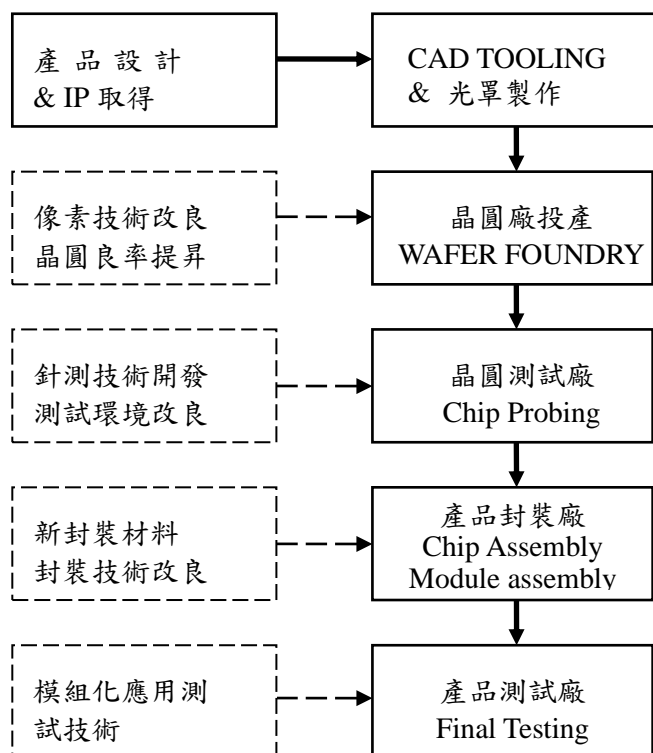 產 品 設 計
& IP 取得
CAD TOOLING
& 光罩製作
像素技術改良
晶圓良率提昇
晶圓廠投產
WAFER FOUNDRY
針測技術開發
測試環境改良
晶圓測試廠
Chip Probing
新封裝材料
封裝技術改良
產品封裝廠
Chip Assembly
Module assembly
模組化應用測
試技術
產品測試廠
Final Testing